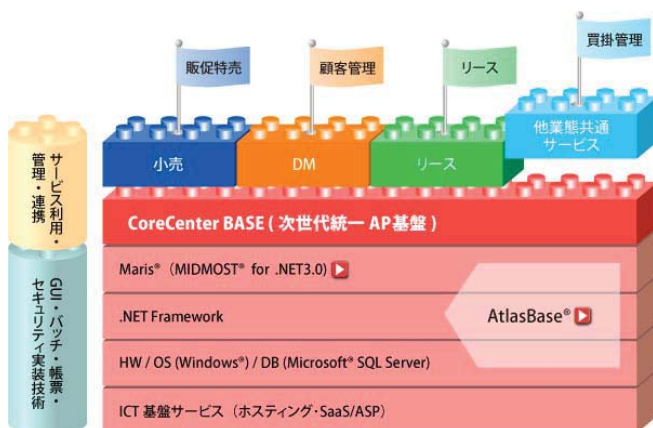 販促特売
顧客管理
リース
買掛管理
小売
DM
リース
他業態共通
サービス
サービス利用・
管理・連携
CoreCenter BASE ( 次世代統一 AP基盤 )
GUI・バッチ・帳票・
セキュリティ実装技術
Maris® (MIDMOST® for .NET3.0)
.NET Framework
AtlasBase®
HW / OS (Windows®) / DB (Microsoft® SQL Server)
ICT 基盤サービス (ホスティング・SaaS/ASP)